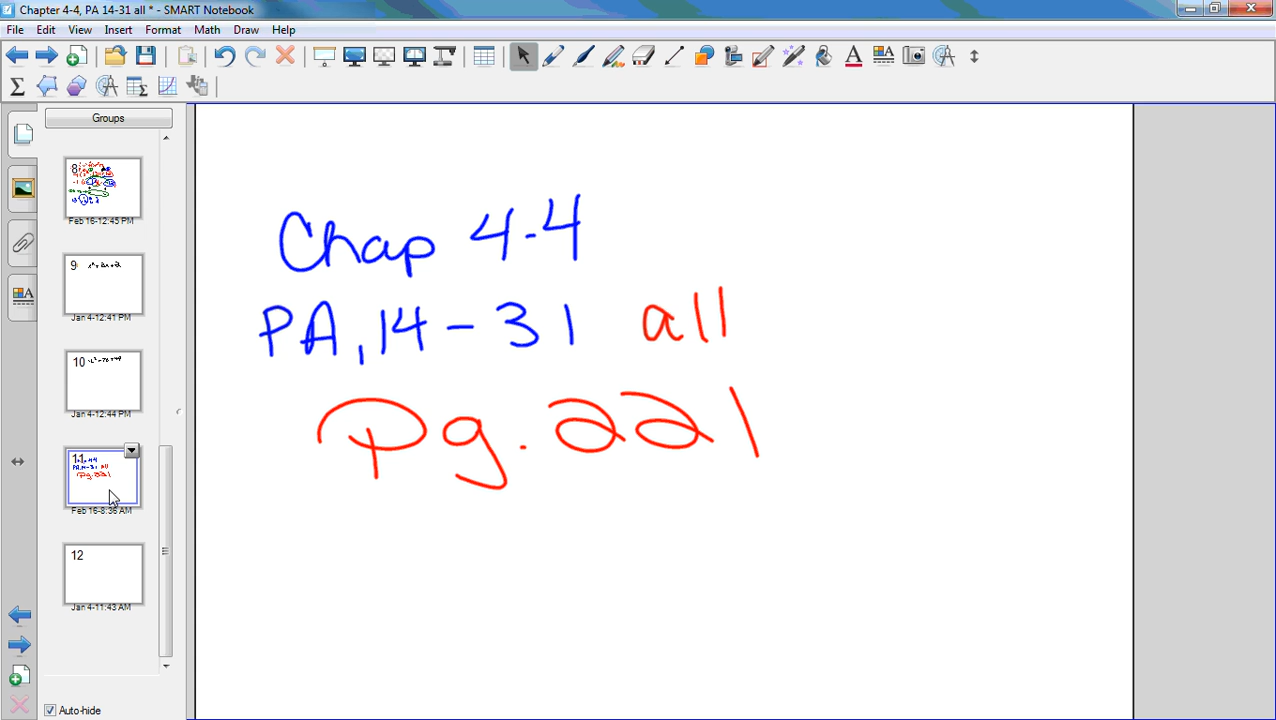 Chapter 4-4, PA 14-31 all * - SMART Notebook
File Edit View Insert Format Math Draw Help
Groups
8
Feb 16-12:45 PM
9
Jan 4-12:41 PM
10
Jan 4-12:44 PM
11
Feb 16-8:36 AM
12
Jan 4-11:43 AM
Auto-hide
Chap 4-4
PA, 14-31 all
Pg. 221